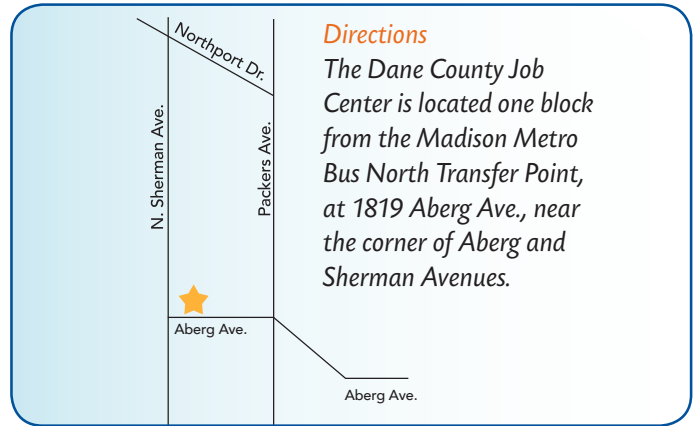 Northport Dr.
N. Sherman Ave.
Packers Ave.
Aberg Ave.
Aberg Ave.
Directions
The Dane County Job
Center is located one block
from the Madison Metro
Bus North Transfer Point,
at 1819 Aberg Ave., near
the corner of Aberg and
Sherman Avenues.